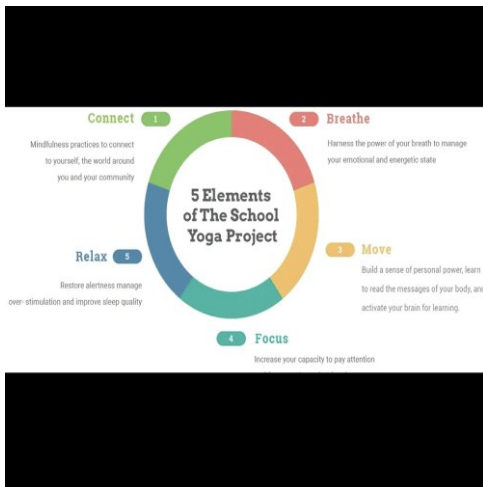 Connect 1
Mindfulness practices to connect
to yourself, the world around
you and your community
2 Breathe
Harness the power of your breath to manage
your emotional and energetic state
5 Elements
of The School
Yoga Project
3 Move
Build a sense of personal power, learn
to read the messages of your body, and
activate your brain for learning.
Relax 5
Restore alertness manage
over- stimulation and improve sleep quality
4 Focus
Increase your capacity to pay attention